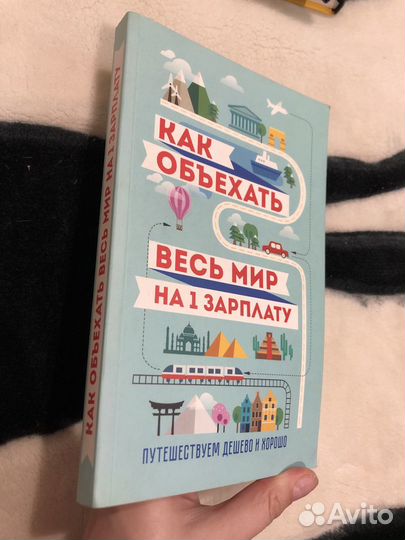 КАК ОБЪЕХАТЬ ВЕСЬ МИР НА 1 ЗАРПЛАТУ
КАК
ОБЪЕХАТЬ
ВЕСЬ МИР
НА 1 ЗАРПЛАТУ
ПУТЕШЕСТВУЕМ ДЕШЕВО И ХОРОШО
Avito